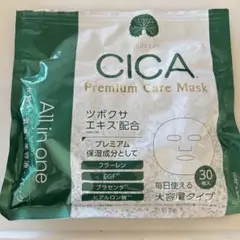 CICA
Premium Care Mask
All in one
ツボクサ
エキス配合
プレミアム
保湿成分として
フラーレン
EGF
プラセンタ
ヒアルロン酸
30
枚入
毎日使える
大容量タイプ